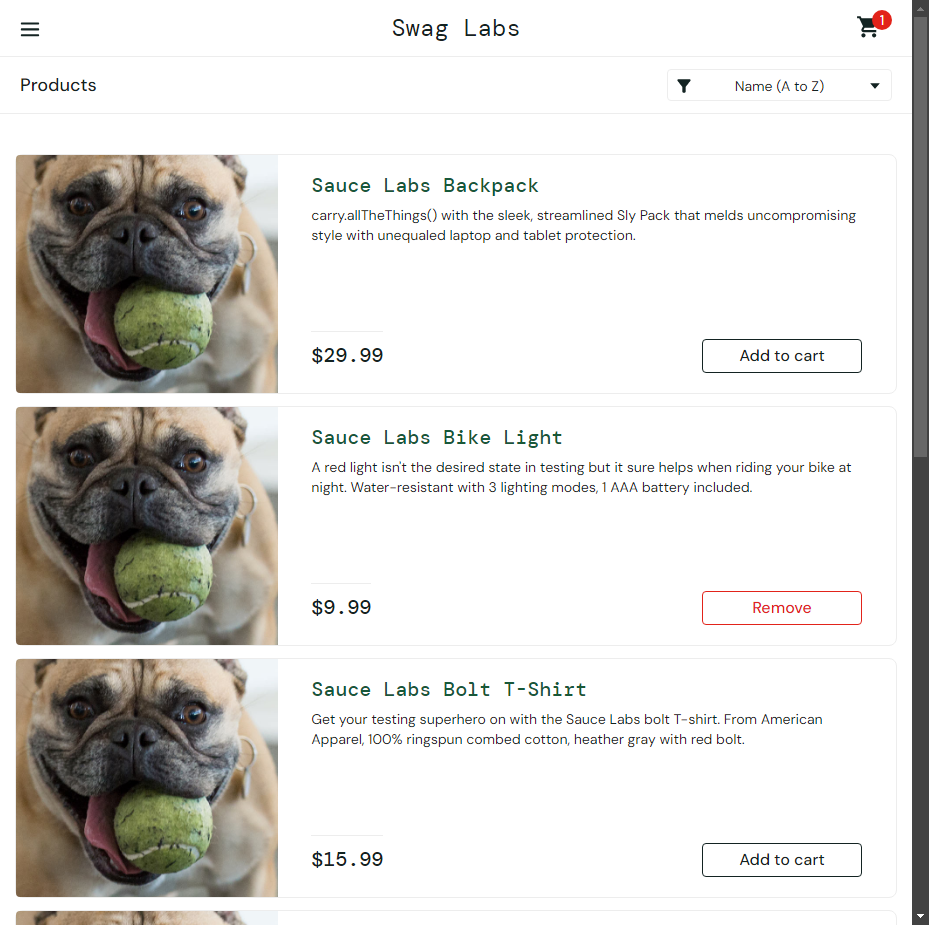 Swag Labs
1
Products
Name (A to Z)
Sauce Labs Backpack
carry.allTheThings() with the sleek, streamlined Sly Pack that melds uncompromising
style with unequaled laptop and tablet protection.
$29.99
Add to cart
Sauce Labs Bike Light
A red light isn't the desired state in testing but it sure helps when riding your bike at
night. Water-resistant with 3 lighting modes, 1 AAA battery included.
$9.99
Remove
Sauce Labs Bolt T-Shirt
Get your testing superhero on with the Sauce Labs bolt T-shirt. From American
Apparel, 100% ringspun combed cotton, heather gray with red bolt.
$15.99
Add to cart